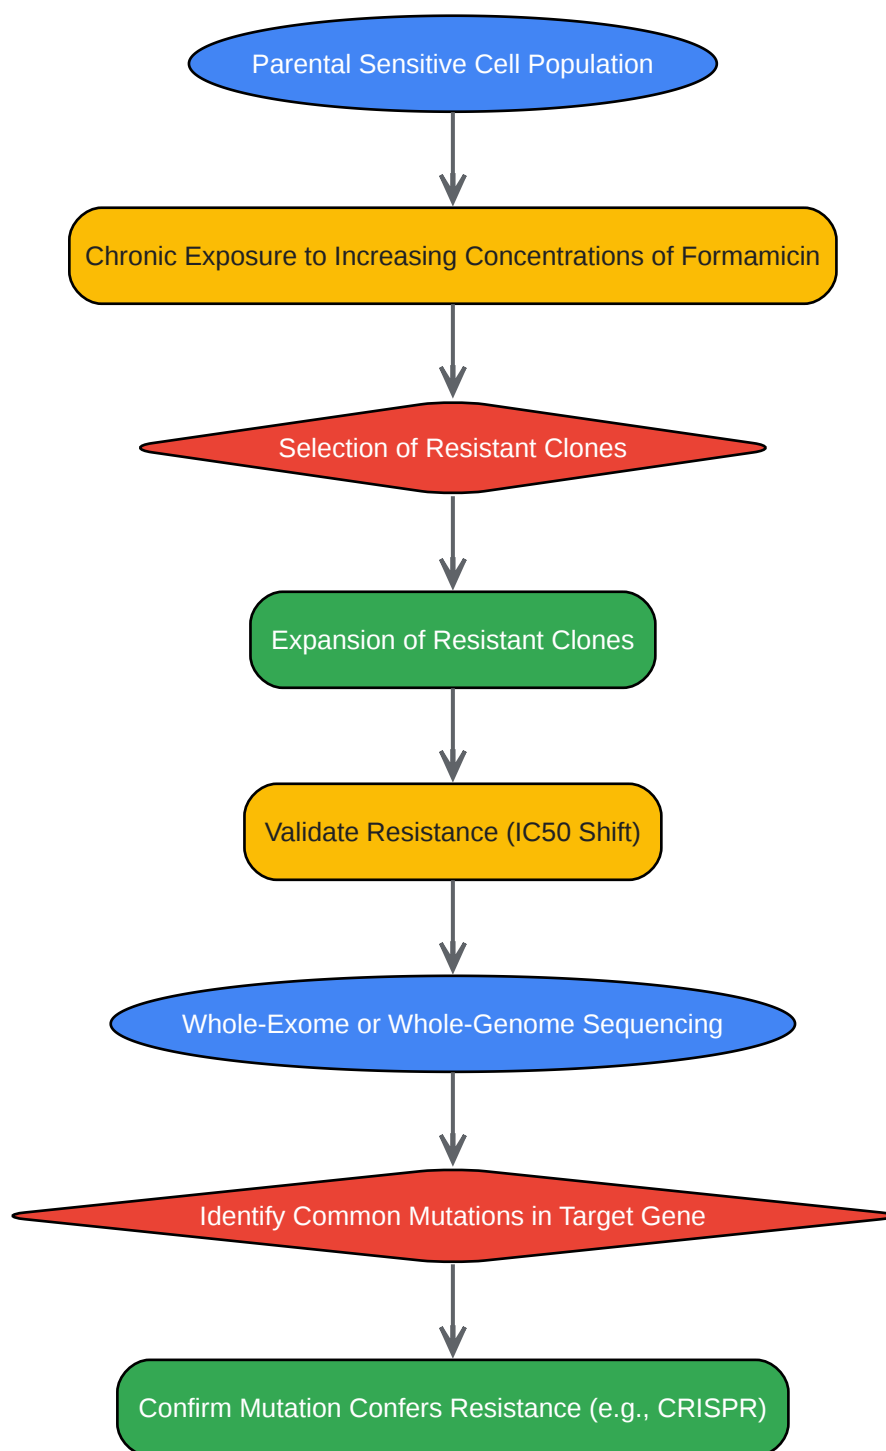 Parental Sensitive Cell Population
Chronic Exposure to Increasing Concentrations of Formamicin
Selection of Resistant Clones
Expansion of Resistant Clones
Validate Resistance (IC50 Shift)
Whole-Exome or Whole-Genome Sequencing
Identify Common Mutations in Target Gene
Confirm Mutation Confers Resistance (e.g., CRISPR)